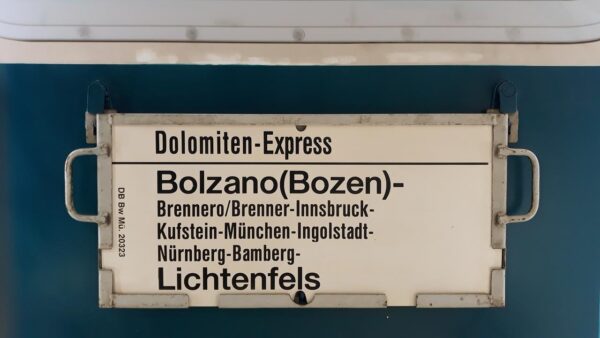 Dolomiten-Express
Bolzano(Bozen)-
Brennero/Brenner-Innsbruck-
Kufstein-München-Ingolstadt-
Nürnberg-Bamberg-
Lichtenfels
DB Bw Mü. 20323